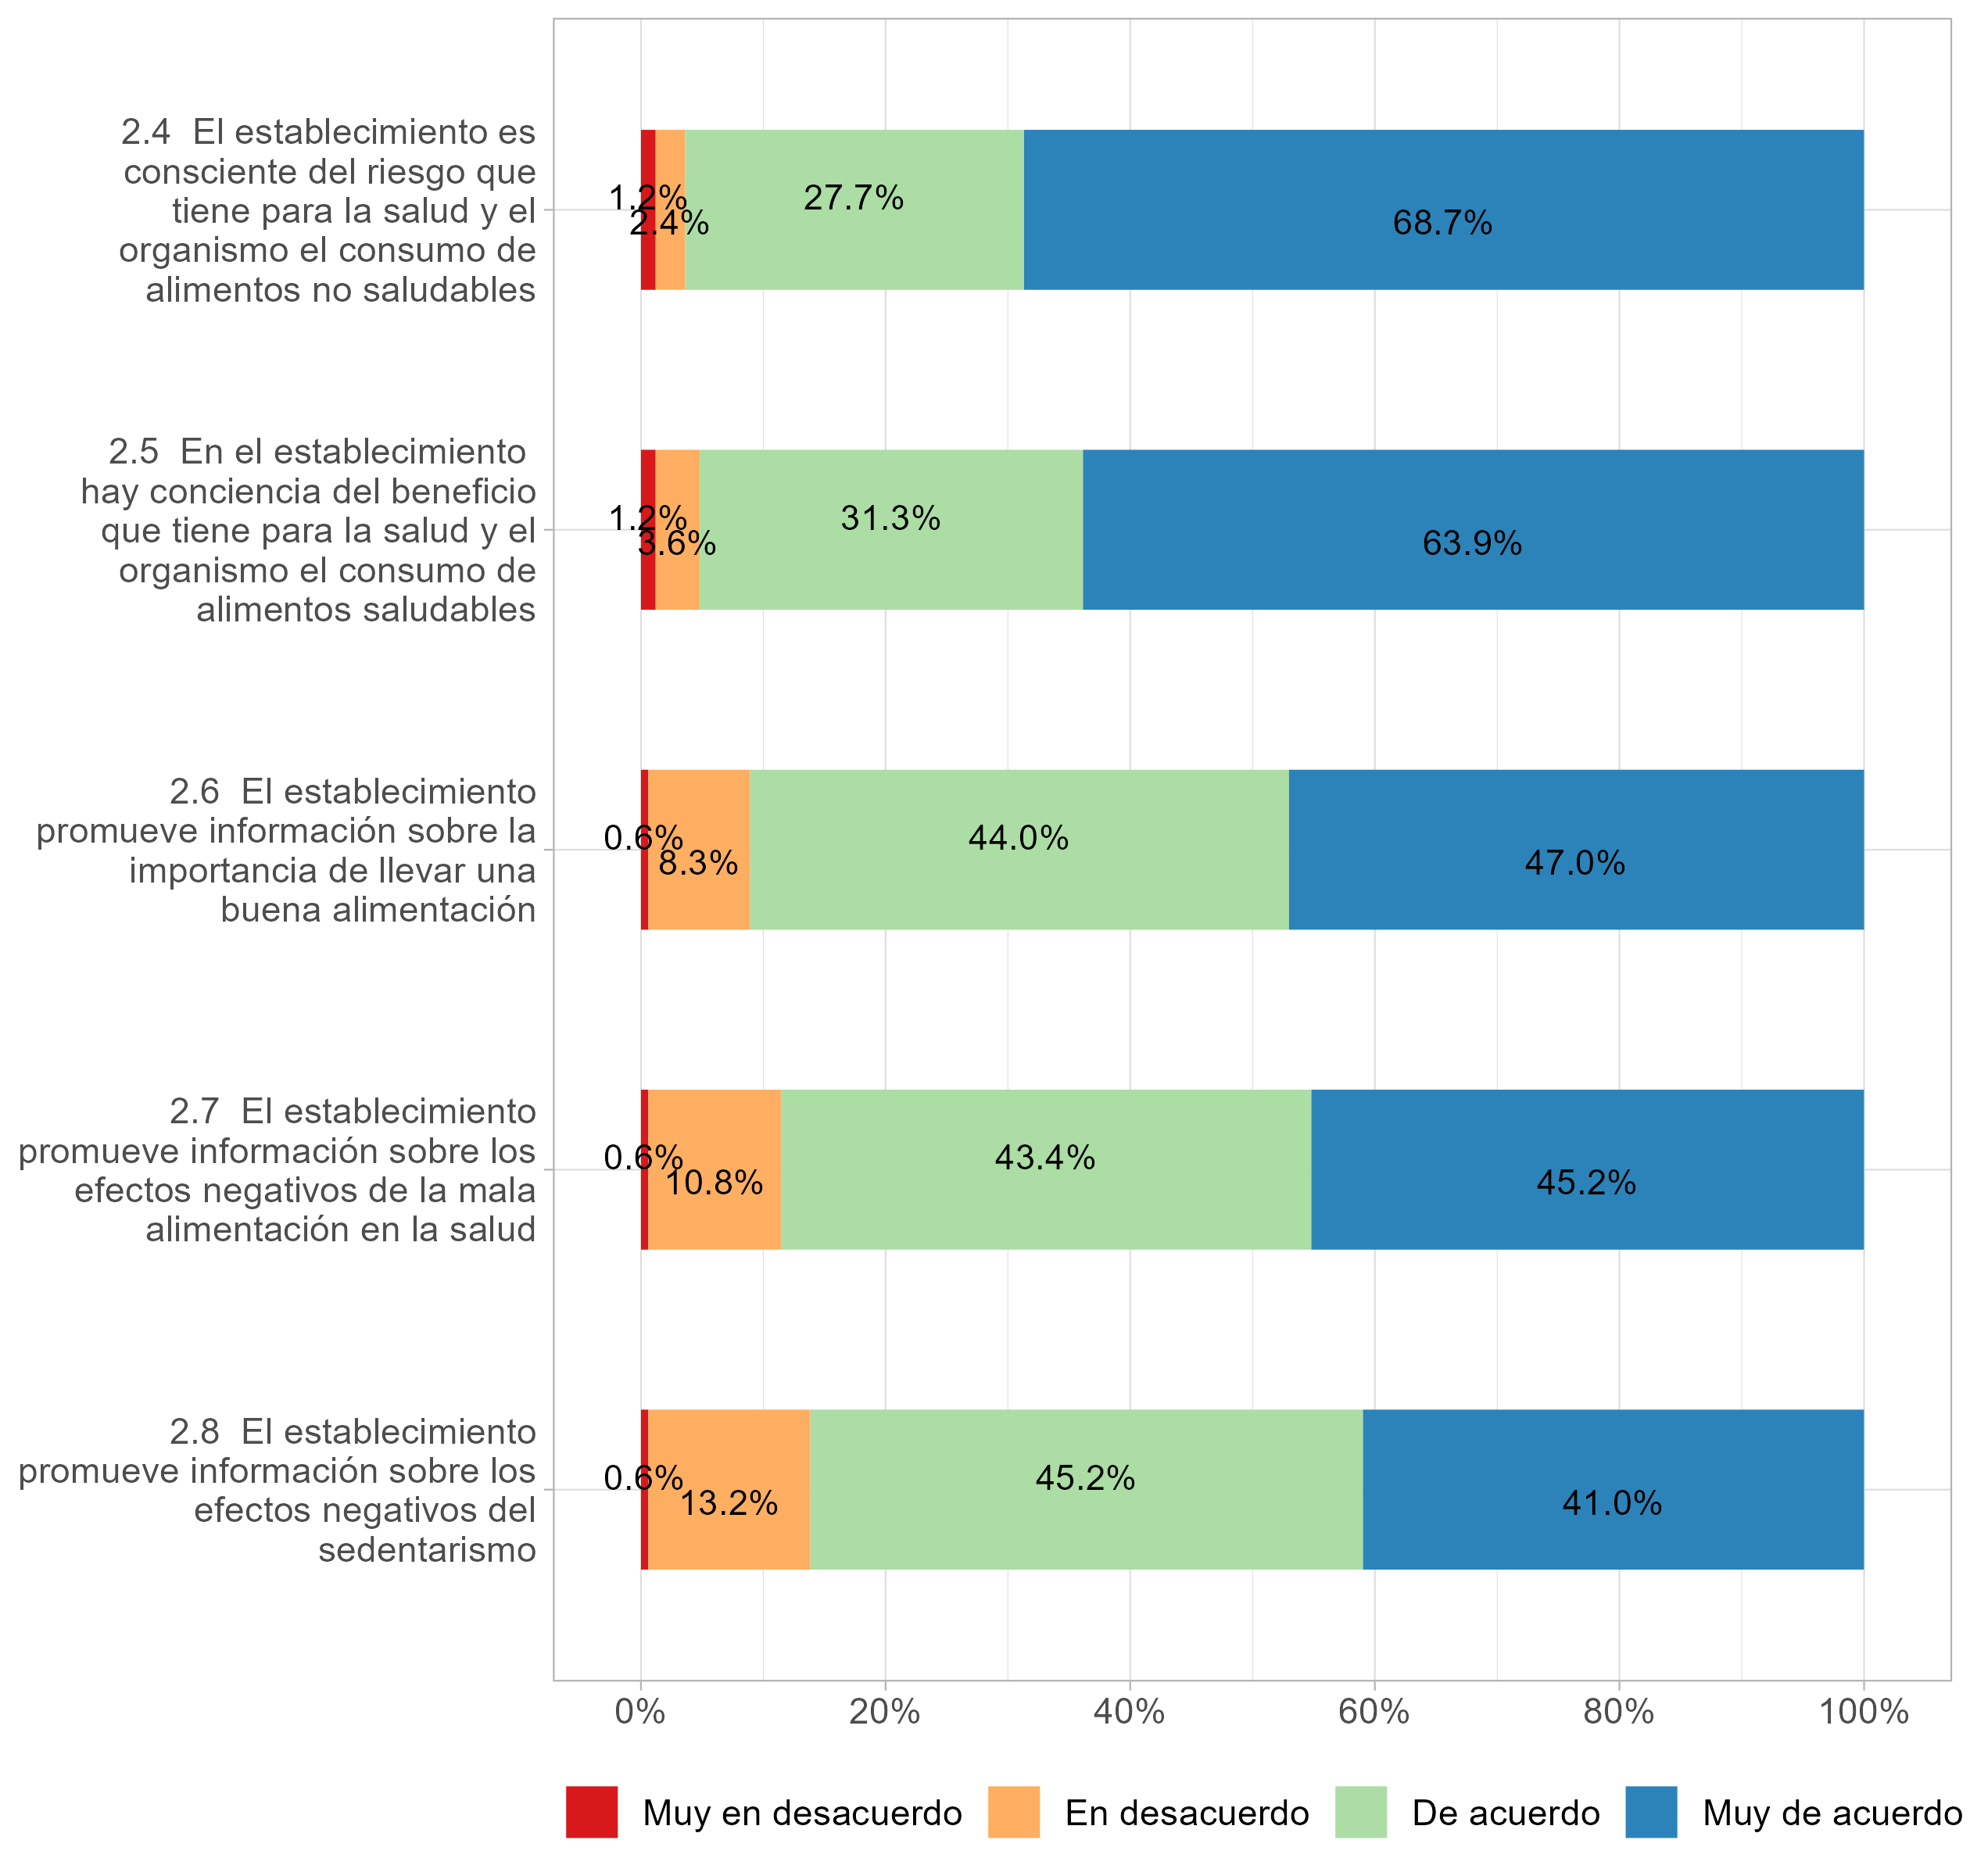 2.4  El establecimiento es
consciente del riesgo que
tiene para la salud y el
organismo el consumo de
alimentos no saludables
1.2%
2.4%
27.7%
68.7%
2.5  En el establecimiento
hay conciencia del beneficio
que tiene para la salud y el
organismo el consumo de
alimentos saludables
1.2%
3.6%
31.3%
63.9%
2.6  El establecimiento
promueve información sobre la
importancia de llevar una
buena alimentación
0.6%
8.3%
44.0%
47.0%
2.7  El establecimiento
promueve información sobre los
efectos negativos de la mala
alimentación en la salud
0.6%
10.8%
43.4%
45.2%
2.8  El establecimiento
promueve información sobre los
efectos negativos del
sedentarismo
0.6%
13.2%
45.2%
41.0%
0% 20% 40% 60% 80% 100%
Muy en desacuerdo En desacuerdo De acuerdo Muy de acuerdo